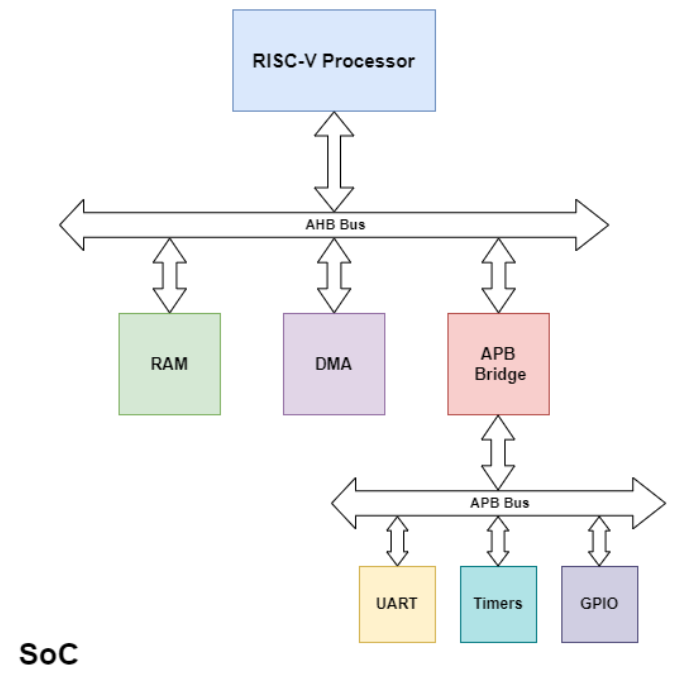 RISC-V Processor
AHB Bus
RAM
DMA
APB
Bridge
APB Bus
UART
Timers
GPIO
SoC